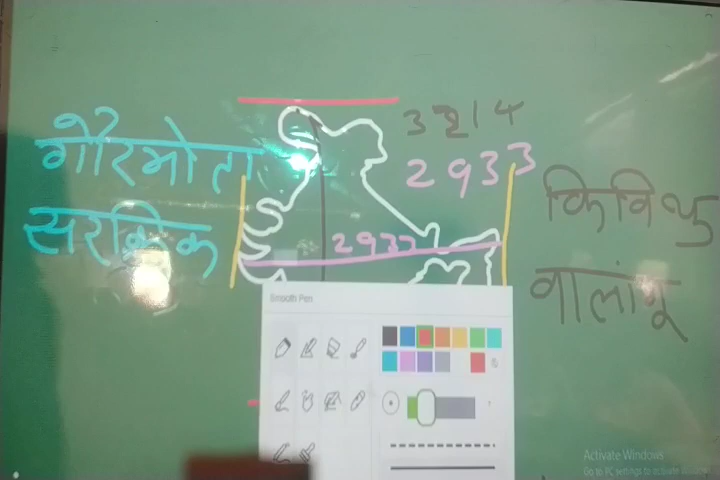 गौरमोता
सरक्रिक
3214
2933
2933
किबिथु
वालांगू
Smooth Pen
Activate Windows
Go to PC settings to activate Windows